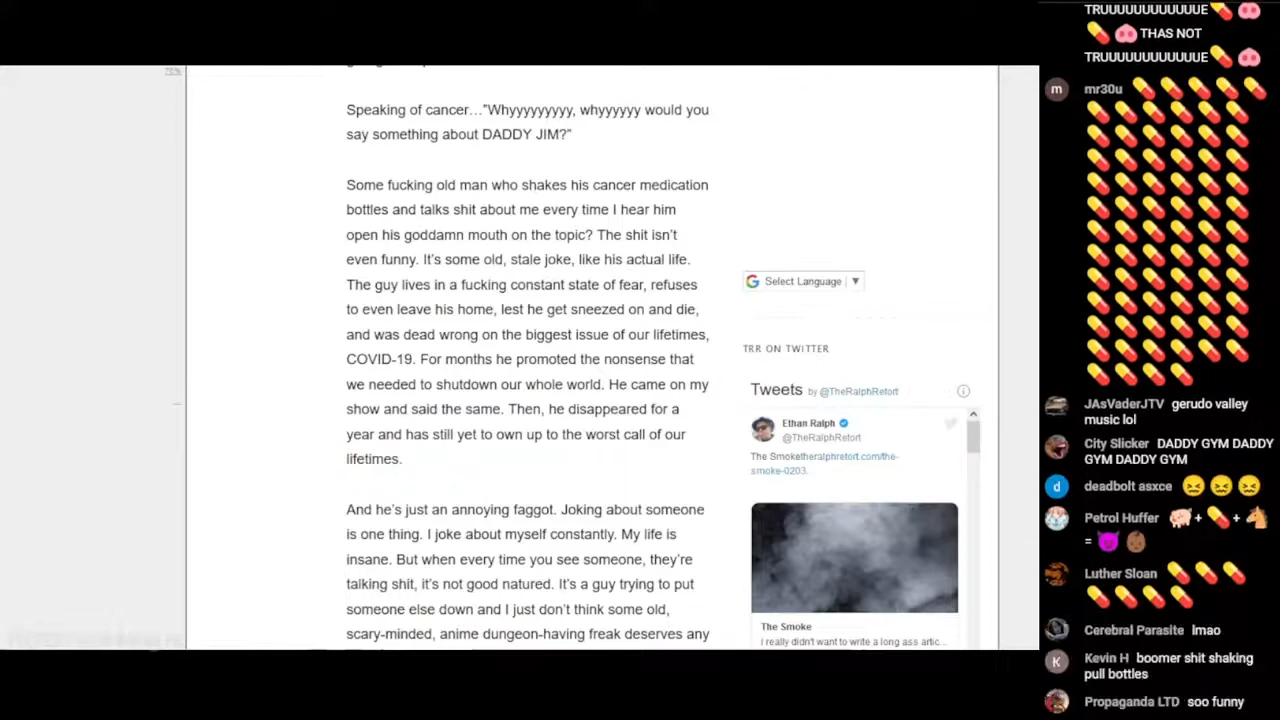 Speaking of cancer…"Whyyyyyyyyy, whyyyyyy would you
say something about DADDY JIM?"
Some fucking old man who shakes his cancer medication
bottles and talks shit about me every time I hear him
open his goddamn mouth on the topic? The shit isn't
even funny. It's some old, stale joke, like his actual life.
The guy lives in a fucking constant state of fear, refuses
to even leave his home, lest he get sneezed on and die,
and was dead wrong on the biggest issue of our lifetimes,
COVID-19. For months he promoted the nonsense that
we needed to shutdown our whole world. He came on my
show and said the same. Then, he disappeared for a
year and has still yet to own up to the worst call of our
lifetimes.
And he's just an annoying faggot. Joking about someone
is one thing. I joke about myself constantly. My life is
insane. But when every time you see someone, they're
talking shit, it's not good natured. It's a guy trying to put
someone else down and I just don't think some old,
scary-minded, anime dungeon-having freak deserves any
Select Language ▼
TRR ON TWITTER
Tweets by @TheRalphRetort
Ethan Ralph
@TheRalphRetort
The Smoketheralphretort.com/the-
smoke-0203.
The Smoke
I really didn't want to write a long ass artic...
TRUUUUUUUUUUUE
THAS NOT
TRUUUUUUUUUUUE
m
mr30u
JAsVaderJTV gerudo valley
music lol
City Slicker DADDY GYM DADDY
GYM DADDY GYM
d
deadbolt asxce
Petrol Huffer + +
=
Luther Sloan
Cerebral Parasite lmao
K
Kevin H boomer shit shaking
pull bottles
Propaganda LTD soo funny